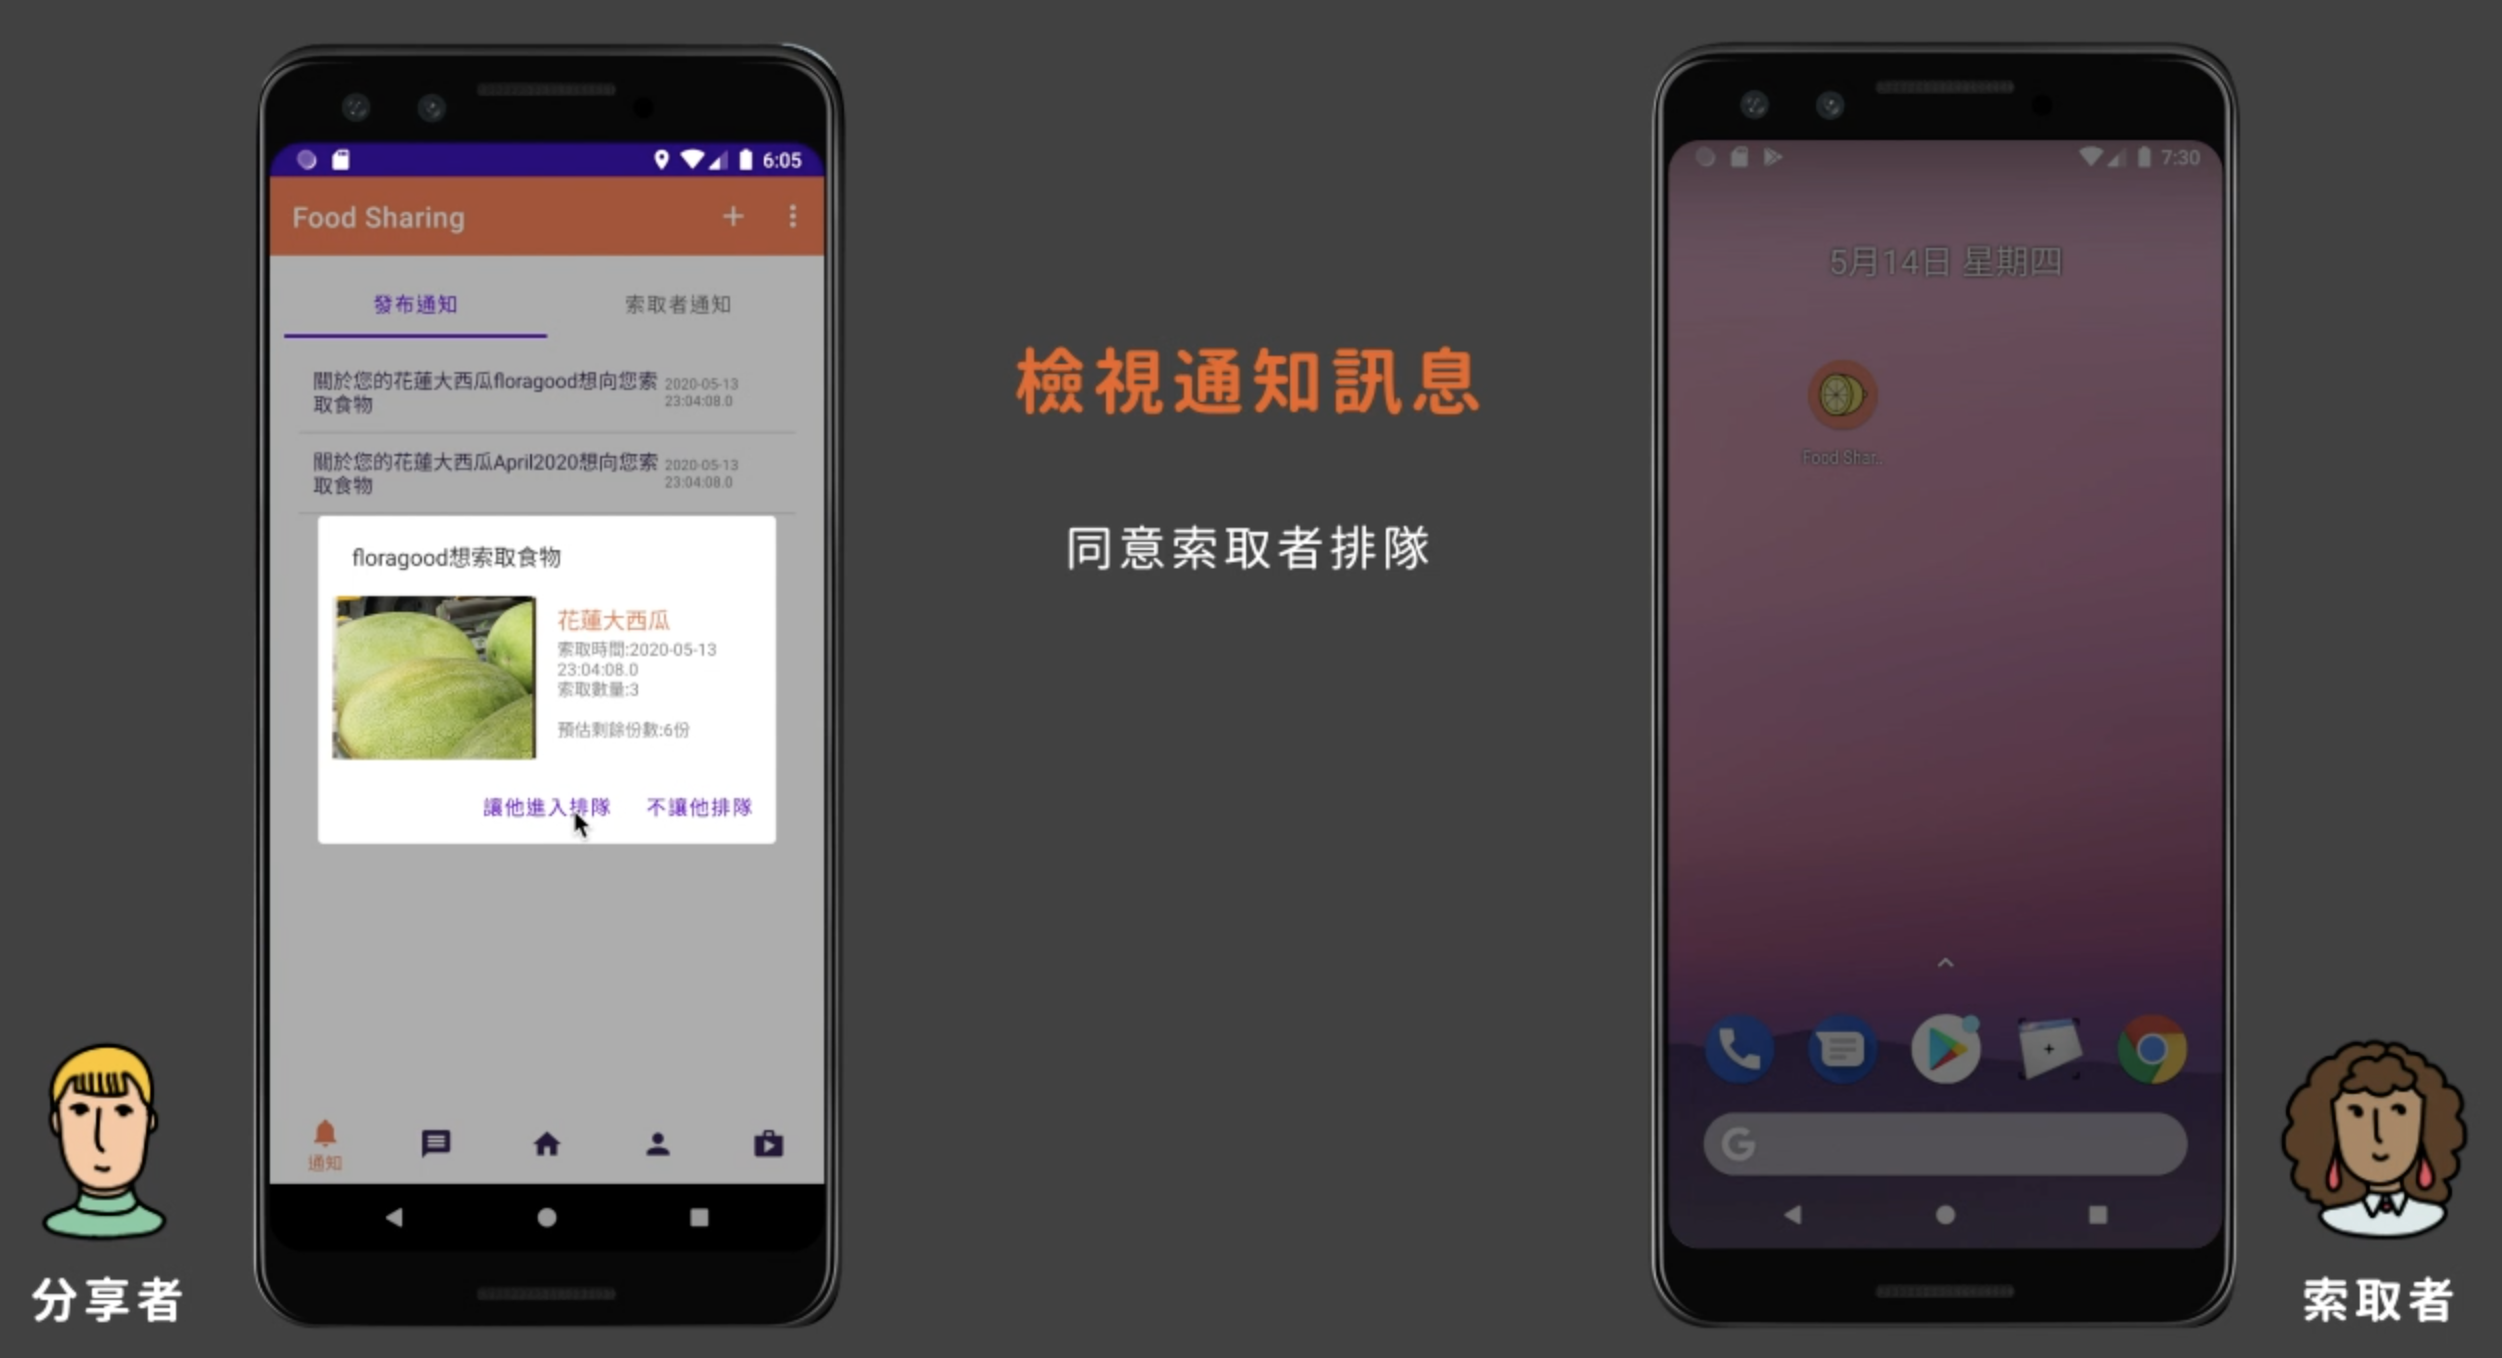 6:05
Food Sharing
發布通知
索取者通知
關於您的花蓮大西瓜floragood想向您索
取食物
2020-05-13
23:04:08.0
關於您的花蓮大西瓜April2020想向您索
取食物
2020-05-13
23:04:08.0
floragood想索取食物
花蓮大西瓜
索取時間:2020-05-13
23:04:08.0
索取數量:3
預估剩餘份數:6份
讓他進入排隊
不讓他排隊
通知
分享者
檢視通知訊息
同意索取者排隊
7:30
5月14日 星期四
Food Shar..
G
索取者